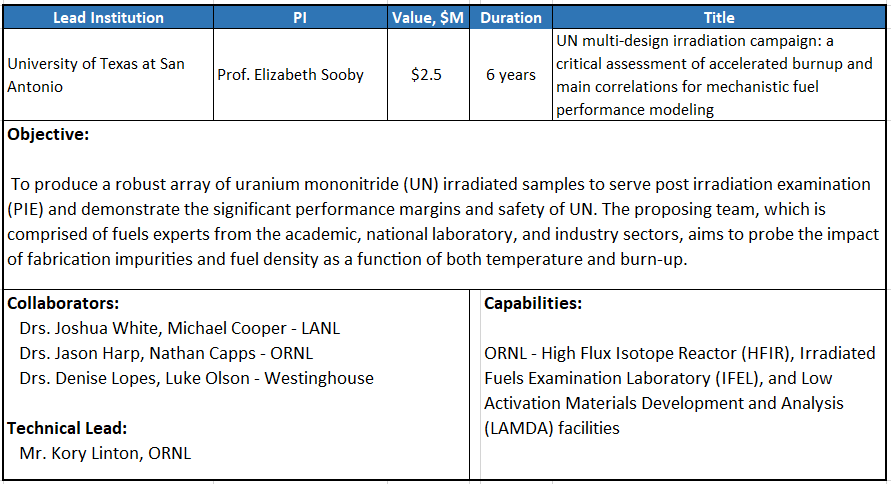 Lead Institution PI Value, $M Duration Title
University of Texas at San
Antonio
Prof. Elizabeth Sooby
$2.5
6 years
UN multi-design irradiation campaign: a
critical assessment of accelerated burnup and
main correlations for mechanistic fuel
performance modeling
Objective:
To produce a robust array of uranium mononitride (UN) irradiated samples to serve post irradiation examination
(PIE) and demonstrate the significant performance margins and safety of UN. The proposing team, which is
comprised of fuels experts from the academic, national laboratory, and industry sectors, aims to probe the impact
of fabrication impurities and fuel density as a function of both temperature and burn-up.
Collaborators:
Drs. Joshua White, Michael Cooper - LANL
Drs. Jason Harp, Nathan Capps - ORNL
Drs. Denise Lopes, Luke Olson - Westinghouse
Technical Lead:
Mr. Kory Linton, ORNL
Capabilities:
ORNL - High Flux Isotope Reactor (HFIR), Irradiated
Fuels Examination Laboratory (IFEL), and Low
Activation Materials Development and Analysis
(LAMDA) facilities